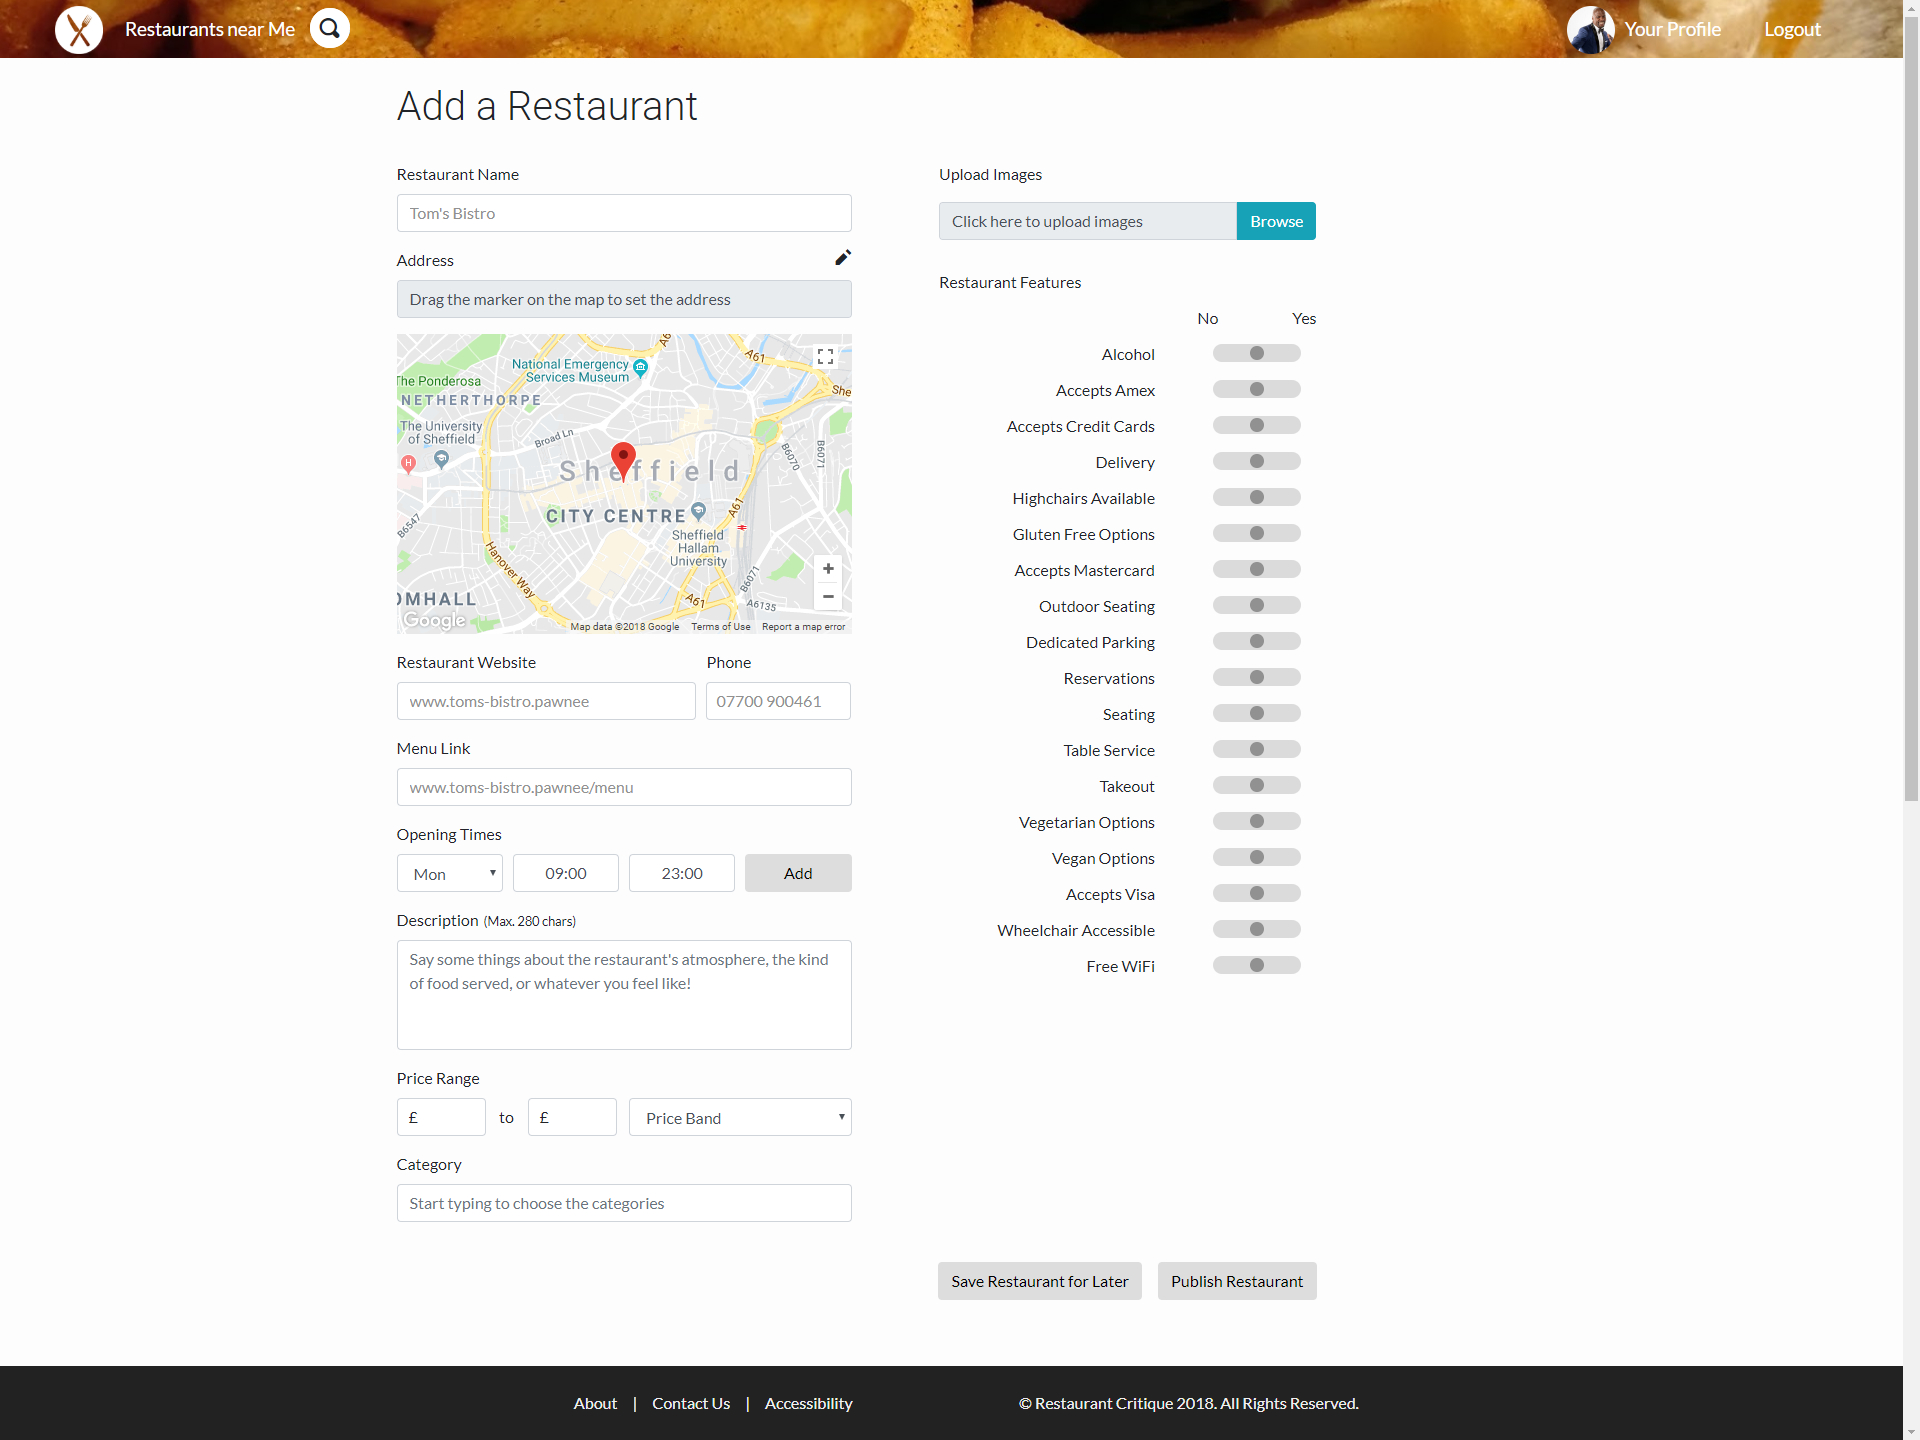 Restaurants near Me
Your Profile
Logout
Add a Restaurant
Restaurant Name
Tom's Bistro
Address
Drag the marker on the map to set the address
A6
A61
National Emergency
Services Museum
The Ponderosa
NETHERTHORPE
She
The University
of Sheffield
Broad Ln
H
B6070
B6071
Sheffield
CITY CENTRE
A61
B6547
Sheffield
Hallam
University
Hanover Way
B6071
OMHALL
A61
A6135
Google
Map data ©2018 Google
Terms of Use
Report a map error
Restaurant Website
Phone
www.toms-bistro.pawnee
07700 900461
Menu Link
www.toms-bistro.pawnee/menu
Opening Times
Mon
09:00
23:00
Add
Description (Max. 280 chars)
Say some things about the restaurant's atmosphere, the kind
of food served, or whatever you feel like!
Price Range
£
to
£
Price Band
Category
Start typing to choose the categories
Upload Images
Click here to upload images
Browse
Restaurant Features
No
Yes
Alcohol
Accepts Amex
Accepts Credit Cards
Delivery
Highchairs Available
Gluten Free Options
Accepts Mastercard
Outdoor Seating
Dedicated Parking
Reservations
Seating
Table Service
Takeout
Vegetarian Options
Vegan Options
Accepts Visa
Wheelchair Accessible
Free WiFi
Save Restaurant for Later
Publish Restaurant
About | Contact Us | Accessibility
© Restaurant Critique 2018. All Rights Reserved.